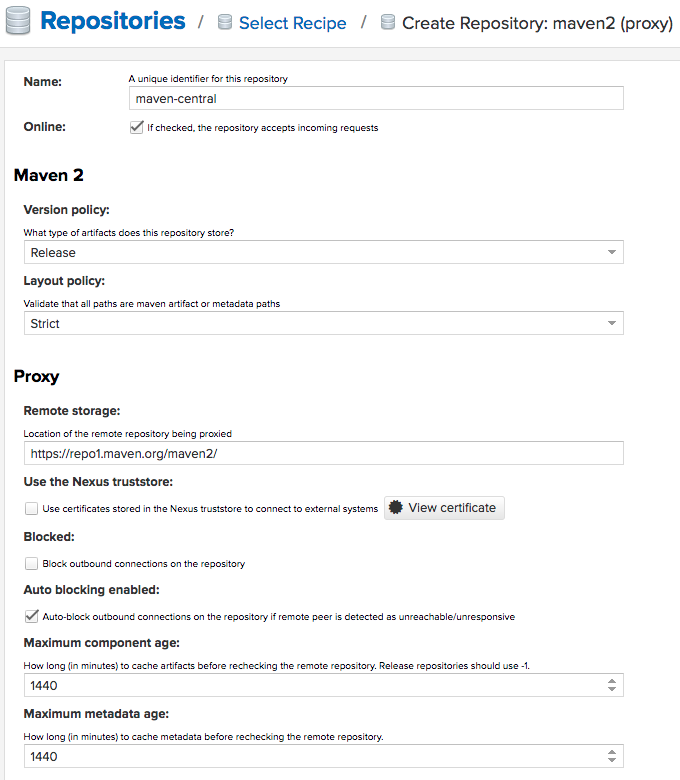 Repositories / Select Recipe / Create Repository: maven2 (proxy)
Name:
A unique identifier for this repository
maven-central
Online:
If checked, the repository accepts incoming requests
Maven 2
Version policy:
What type of artifacts does this repository store?
Release
Layout policy:
Validate that all paths are maven artifact or metadata paths
Strict
Proxy
Remote storage:
Location of the remote repository being proxied
https://repo1.maven.org/maven2/
Use the Nexus truststore:
Use certificates stored in the Nexus truststore to connect to external systems View certificate
Blocked:
Block outbound connections on the repository
Auto blocking enabled:
Auto-block outbound connections on the repository if remote peer is detected as unreachable/unresponsive
Maximum component age:
How long (in minutes) to cache artifacts before rechecking the remote repository. Release repositories should use -1.
1440
Maximum metadata age:
How long (in minutes) to cache metadata before rechecking the remote repository.
1440